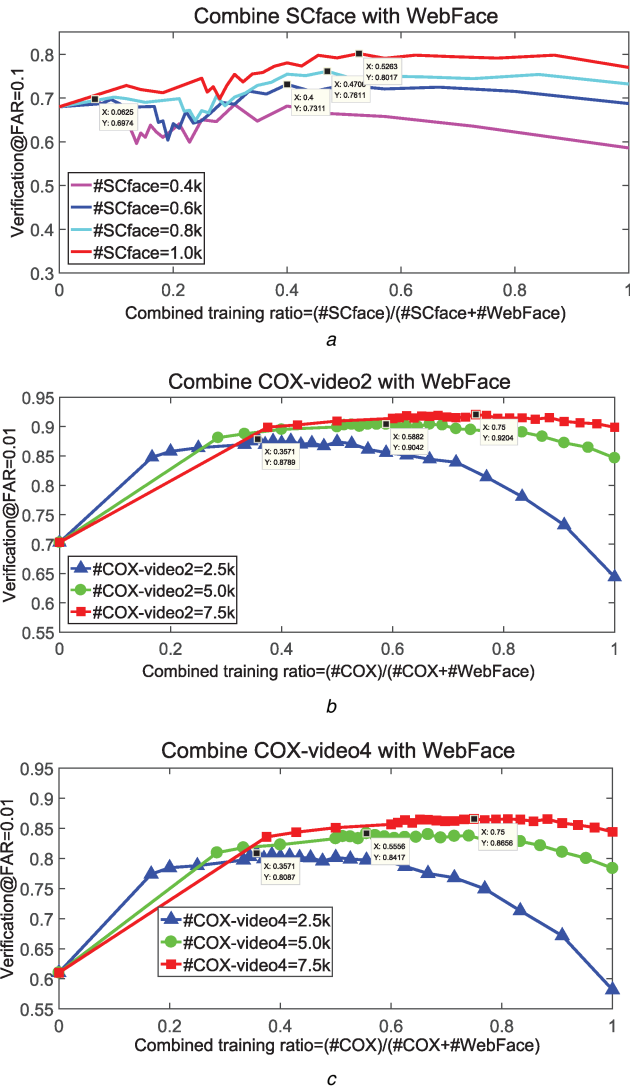 Combine SCface with WebFace
Verification@FAR=0.1
0.8
0.7
0.6
0.5
0.4
0.3
X: 0.0625
Y: 0.6974
X: 0.4
Y: 0.7311
X: 0.470
Y: 0.7611
X: 0.5263
Y: 0.8017
#SCface=0.4k
#SCface=0.6k
#SCface=0.8k
#SCface=1.0k
0 0.2 0.4 0.6 0.8 1
Combined training ratio=(#SCface)/(#SCface+#WebFace)
a
Combine COX-video2 with WebFace
Verification@FAR=0.01
0.95
0.9
0.85
0.8
0.75
0.7
0.65
0.6
0.55
X: 0.3571
Y: 0.8789
X: 0.5882
Y: 0.9042
X: 0.75
Y: 0.9204
#COX-video2=2.5k
#COX-video2=5.0k
#COX-video2=7.5k
0 0.2 0.4 0.6 0.8 1
Combined training ratio=(#COX)/(#COX+#WebFace)
b
Combine COX-video4 with WebFace
Verification@FAR=0.01
0.95
0.9
0.85
0.8
0.75
0.7
0.65
0.6
0.55
X: 0.3571
Y: 0.8087
X: 0.5556
Y: 0.8417
X: 0.75
Y: 0.8656
#COX-video4=2.5k
#COX-video4=5.0k
#COX-video4=7.5k
0 0.2 0.4 0.6 0.8 1
Combined training ratio=(#COX)/(#COX+#WebFace)
c